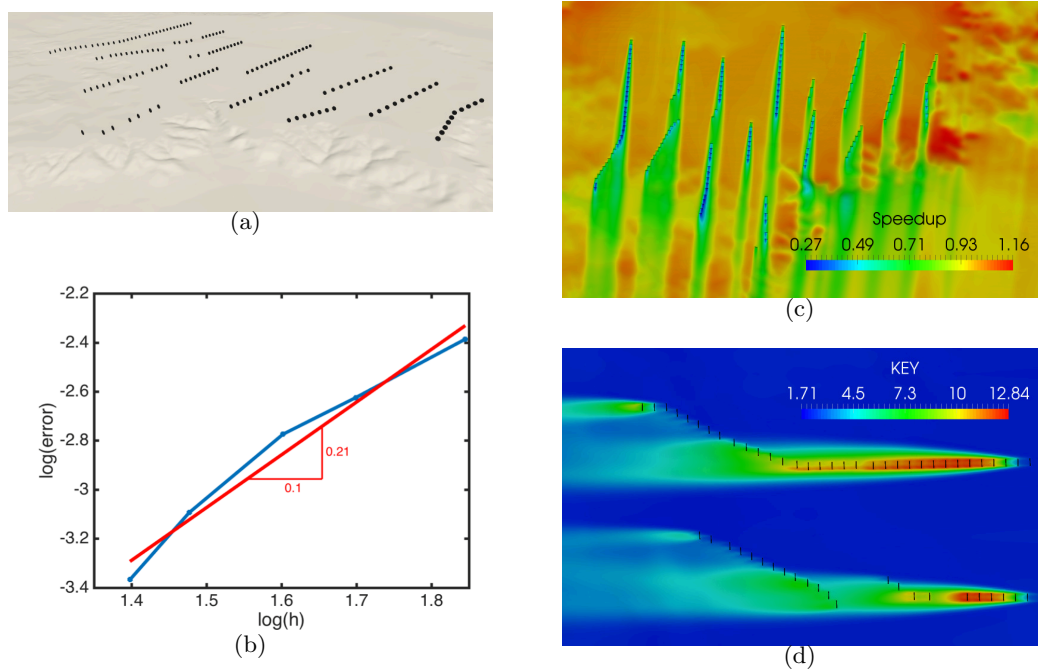 (a)
-2.2
-2.4
-2.6
-2.8
-3
-3.2
-3.4
log(error)
0.21
0.1
1.4 1.5 1.6 1.7 1.8
log(h)
(b)
Speedup
0.27 0.49 0.71 0.93 1.16
(c)
KEY
1.71 4.5 7.3 10 12.84
(d)